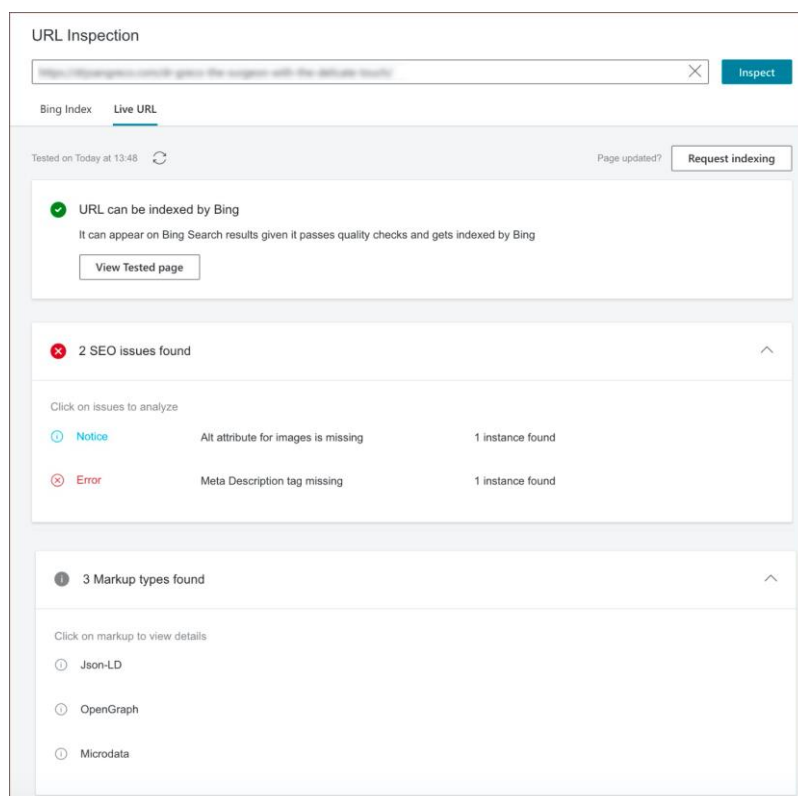 URL Inspection
Inspect
Bing Index Live URL
Tested on Today at 13:48 Page updated? Request indexing
URL can be indexed by Bing
It can appear on Bing Search results given it passes quality checks and gets indexed by Bing
View Tested page
2 SEO issues found
Click on issues to analyze
Notice Alt attribute for images is missing 1 instance found
Error Meta Description tag missing 1 instance found
3 Markup types found
Click on markup to view details
Json-LD
OpenGraph
Microdata